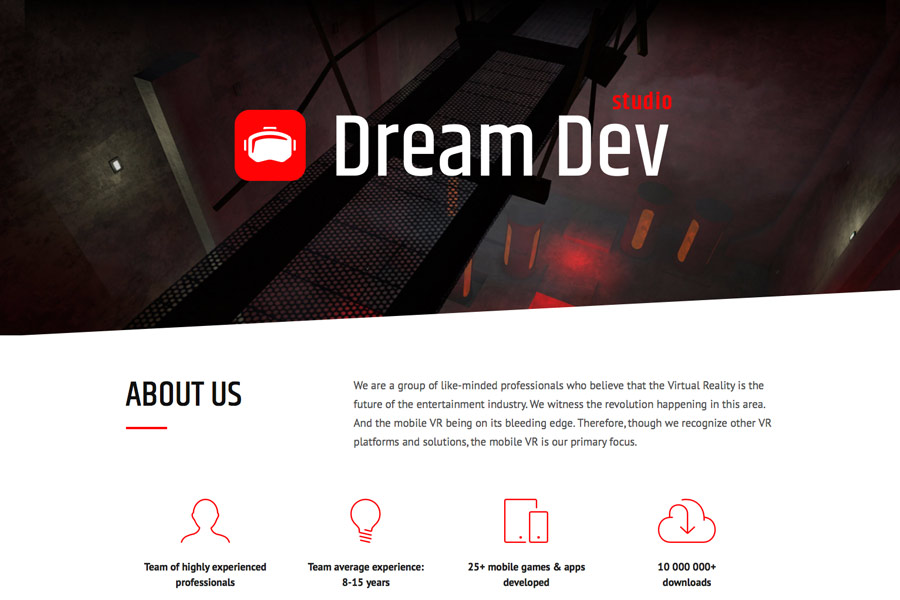 studio
Dream Dev
ABOUT US
We are a group of like-minded professionals who believe that the Virtual Reality is the
future of the entertainment industry. We witness the revolution happening in this area.
And the mobile VR being on its bleeding edge. Therefore, though we recognize other VR
platforms and solutions, the mobile VR is our primary focus.
Team of highly experienced
professionals
Team average experience:
8-15 years
25+ mobile games & apps
developed
10 000 000+
downloads